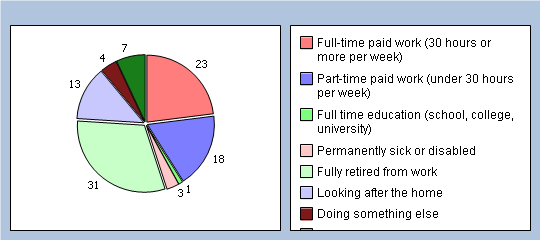 7
4
23
13
18
31
3
1
Full-time paid work (30 hours or
more per week)
Part-time paid work (under 30 hours
per week)
Full time education (school, college,
university)
Permanently sick or disabled
Fully retired from work
Looking after the home
Doing something else